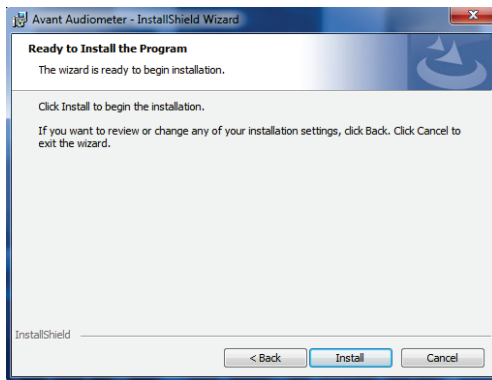 Avant Audiometer - InstallShield Wizard
Ready to Install the Program
The wizard is ready to begin installation.
Click Install to begin the installation.
If you want to review or change any of your installation settings, click Back. Click Cancel to
exit the wizard.
InstallShield
< Back
Install
Cancel